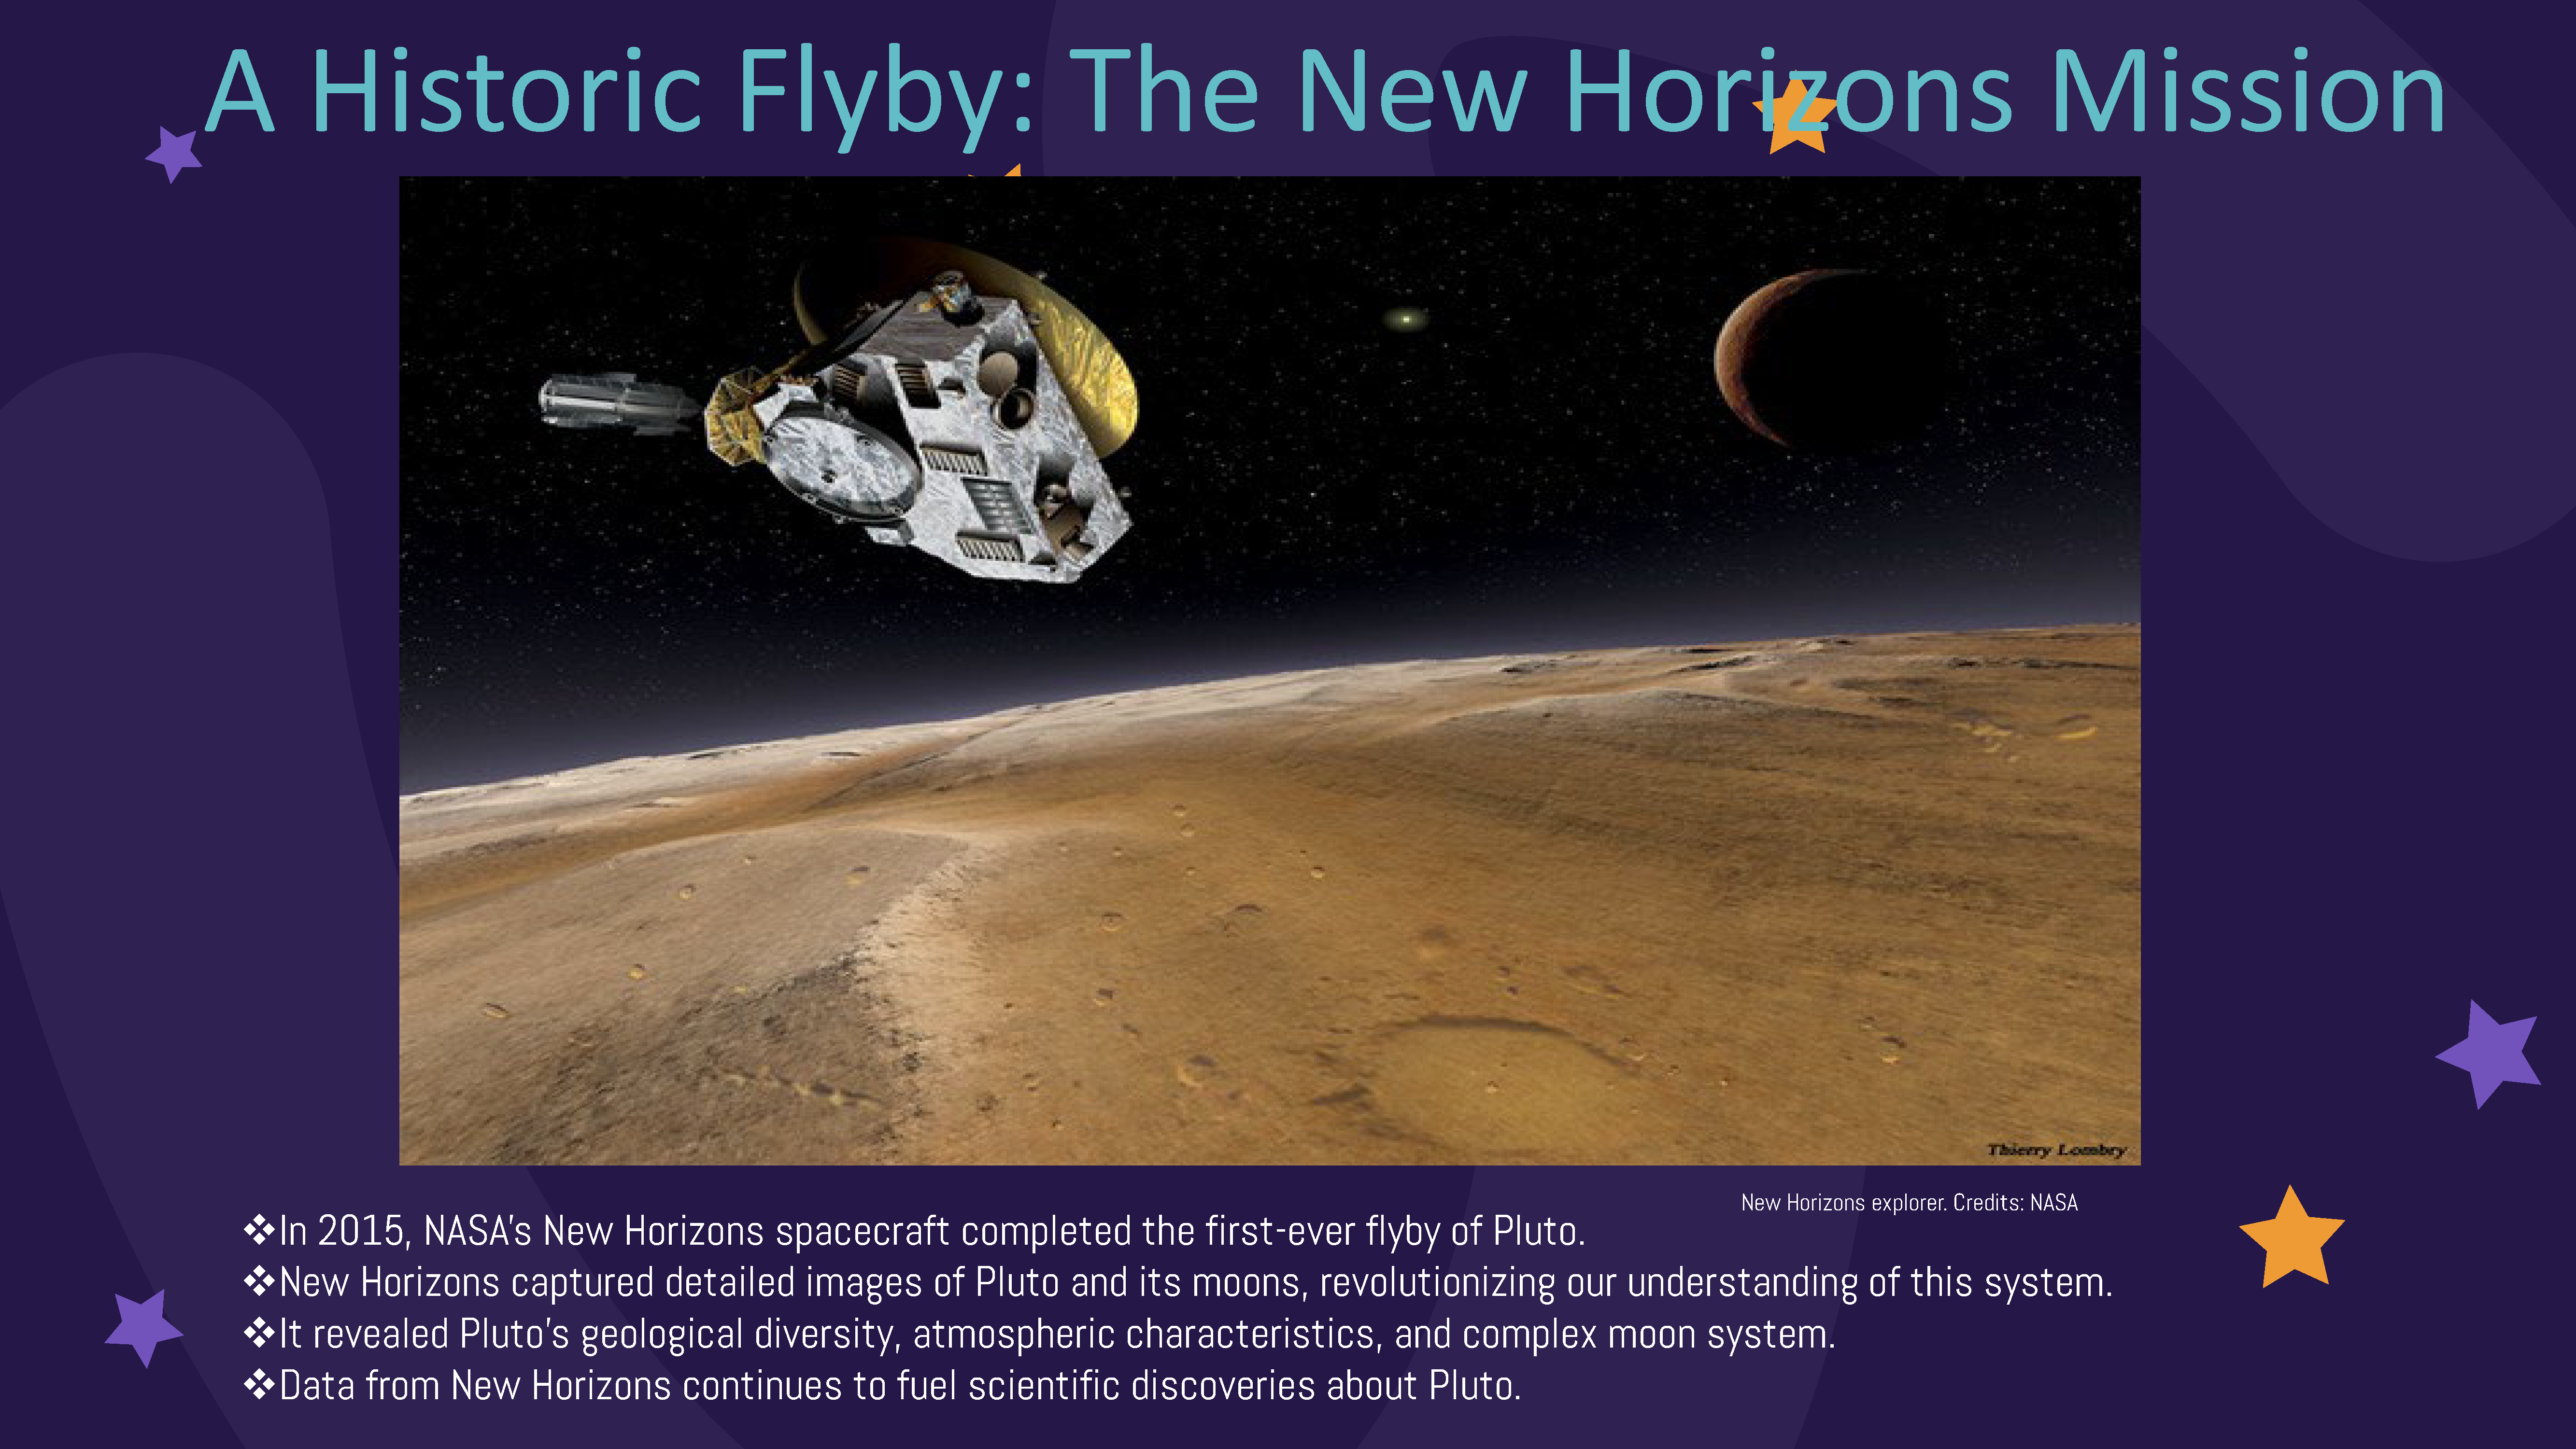 A Historic Flyby: The New Horizons Mission
Thierry Lombry
New Horizons explorer. Credits: NASA
❖In 2015, NASA’s New Horizons spacecraft completed the first-ever flyby of Pluto.
❖New Horizons captured detailed images of Pluto and its moons, revolutionizing our understanding of this system.
❖It revealed Pluto’s geological diversity, atmospheric characteristics, and complex moon system.
❖Data from New Horizons continues to fuel scientific discoveries about Pluto.